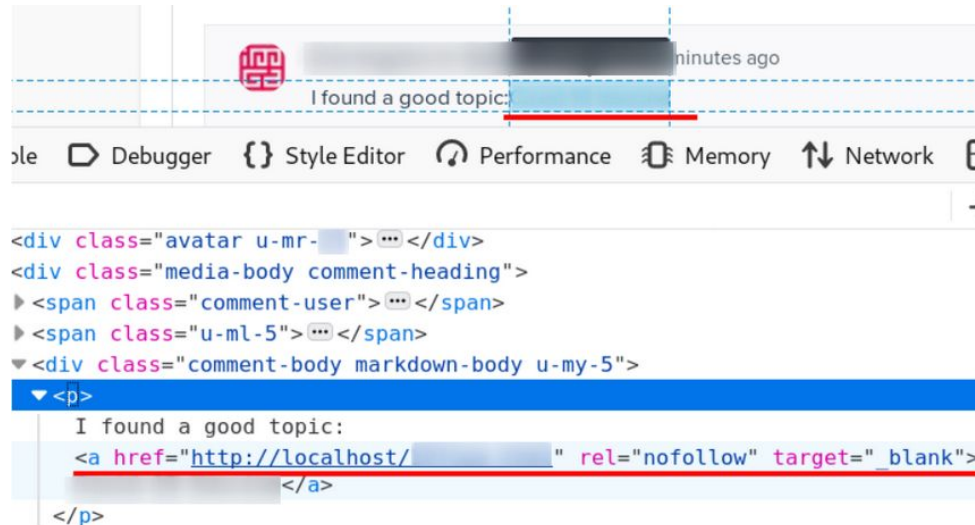 minutes ago
I found a good topic:
ole Debugger {} Style Editor Performance Memory Network
<div class="avatar u-mr- "> ••• </div>
<div class="media-body comment-heading">
<span class="comment-user"> ••• </span>
<span class="u-ml-5"> ••• </span>
<div class="comment-body markdown-body u-my-5">
<p>
I found a good topic:
<a href="http://localhost/ " rel="nofollow" target="_blank">
</a>
</p>